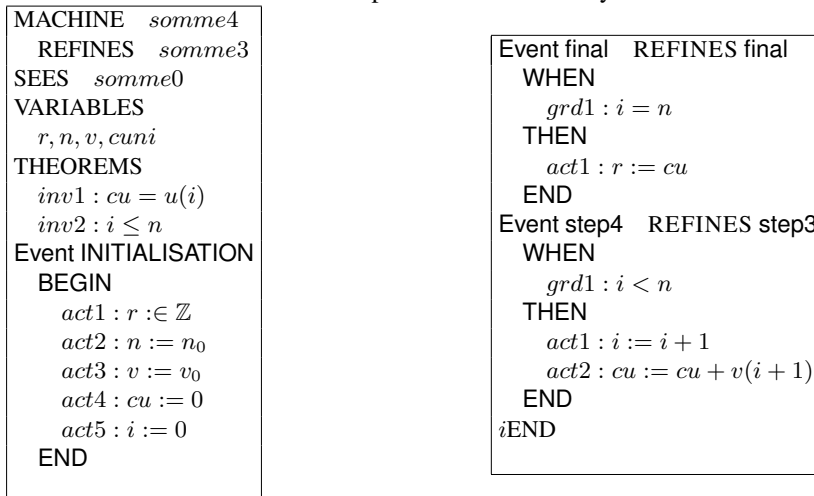 MACHINE somme4
REFINES somme3
SEES somme0
VARIABLES
r, n, v, cuni
THEOREMS
inv1 : cu = u(i)
inv2 : i ≤ n
Event INITIALISATION
BEGIN
act1 : r :∈ ℤ
act2 : n := n₀
act3 : v := v₀
act4 : cu := 0
act5 : i := 0
END
Event final REFINES final
WHEN
grd1 : i = n
THEN
act1 : r := cu
END
Event step4 REFINES step3
WHEN
grd1 : i < n
THEN
act1 : i := i + 1
act2 : cu := cu + v(i + 1)
END
iEND